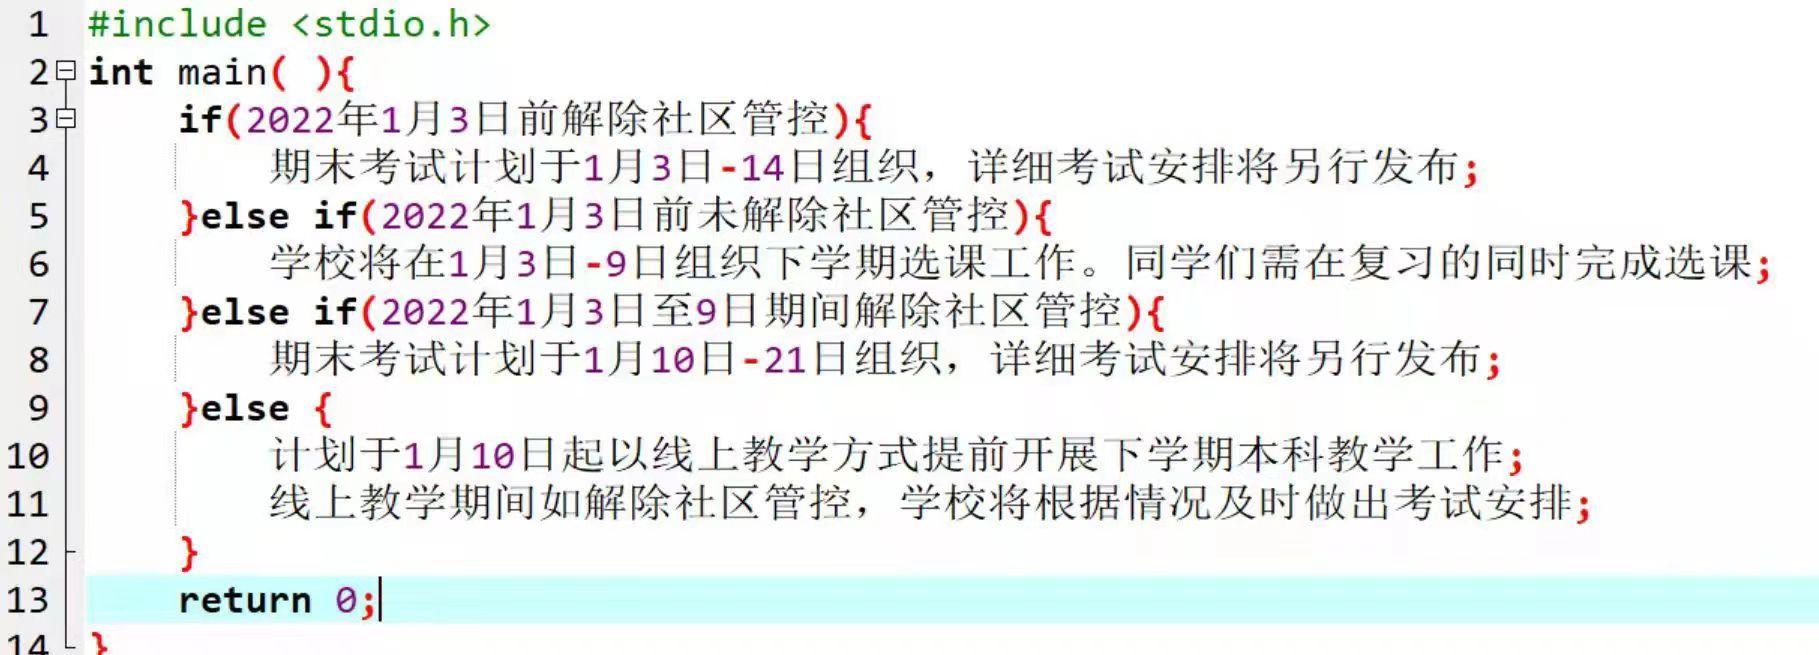 1 #include <stdio.h>
2 int main( ){
3 if(2022年1月3日前解除社区管控){
4 期末考试计划于1月3日-14日组织，详细考试安排将另行发布;
5 }else if(2022年1月3日前未解除社区管控){
6 学校将在1月3日-9日组织下学期选课工作。同学们需在复习的同时完成选课;
7 }else if(2022年1月3日至9日期间解除社区管控){
8 期末考试计划于1月10日-21日组织，详细考试安排将另行发布;
9 }else {
10 计划于1月10日起以线上教学方式提前开展下学期本科教学工作;
11 线上教学期间如解除社区管控，学校将根据情况及时做出考试安排;
12 }
13 return 0;
14 }